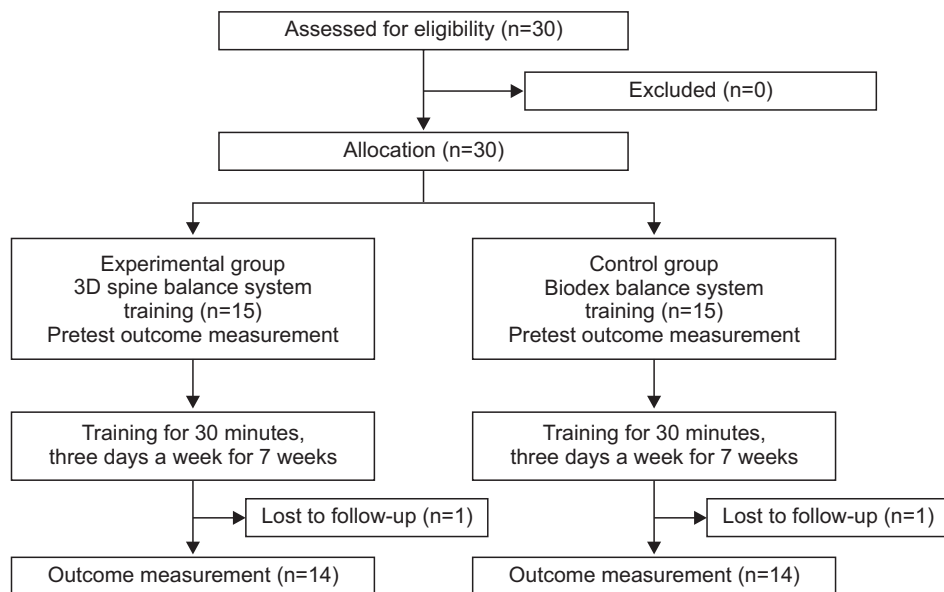 Assessed for eligibility (n=30)
Excluded (n=0)
Allocation (n=30)
Experimental group
3D spine balance system
training (n=15)
Pretest outcome measurement
Control group
Biodex balance system
training (n=15)
Pretest outcome measurement
Training for 30 minutes,
three days a week for 7 weeks
Training for 30 minutes,
three days a week for 7 weeks
Lost to follow-up (n=1)
Lost to follow-up (n=1)
Outcome measurement (n=14)
Outcome measurement (n=14)